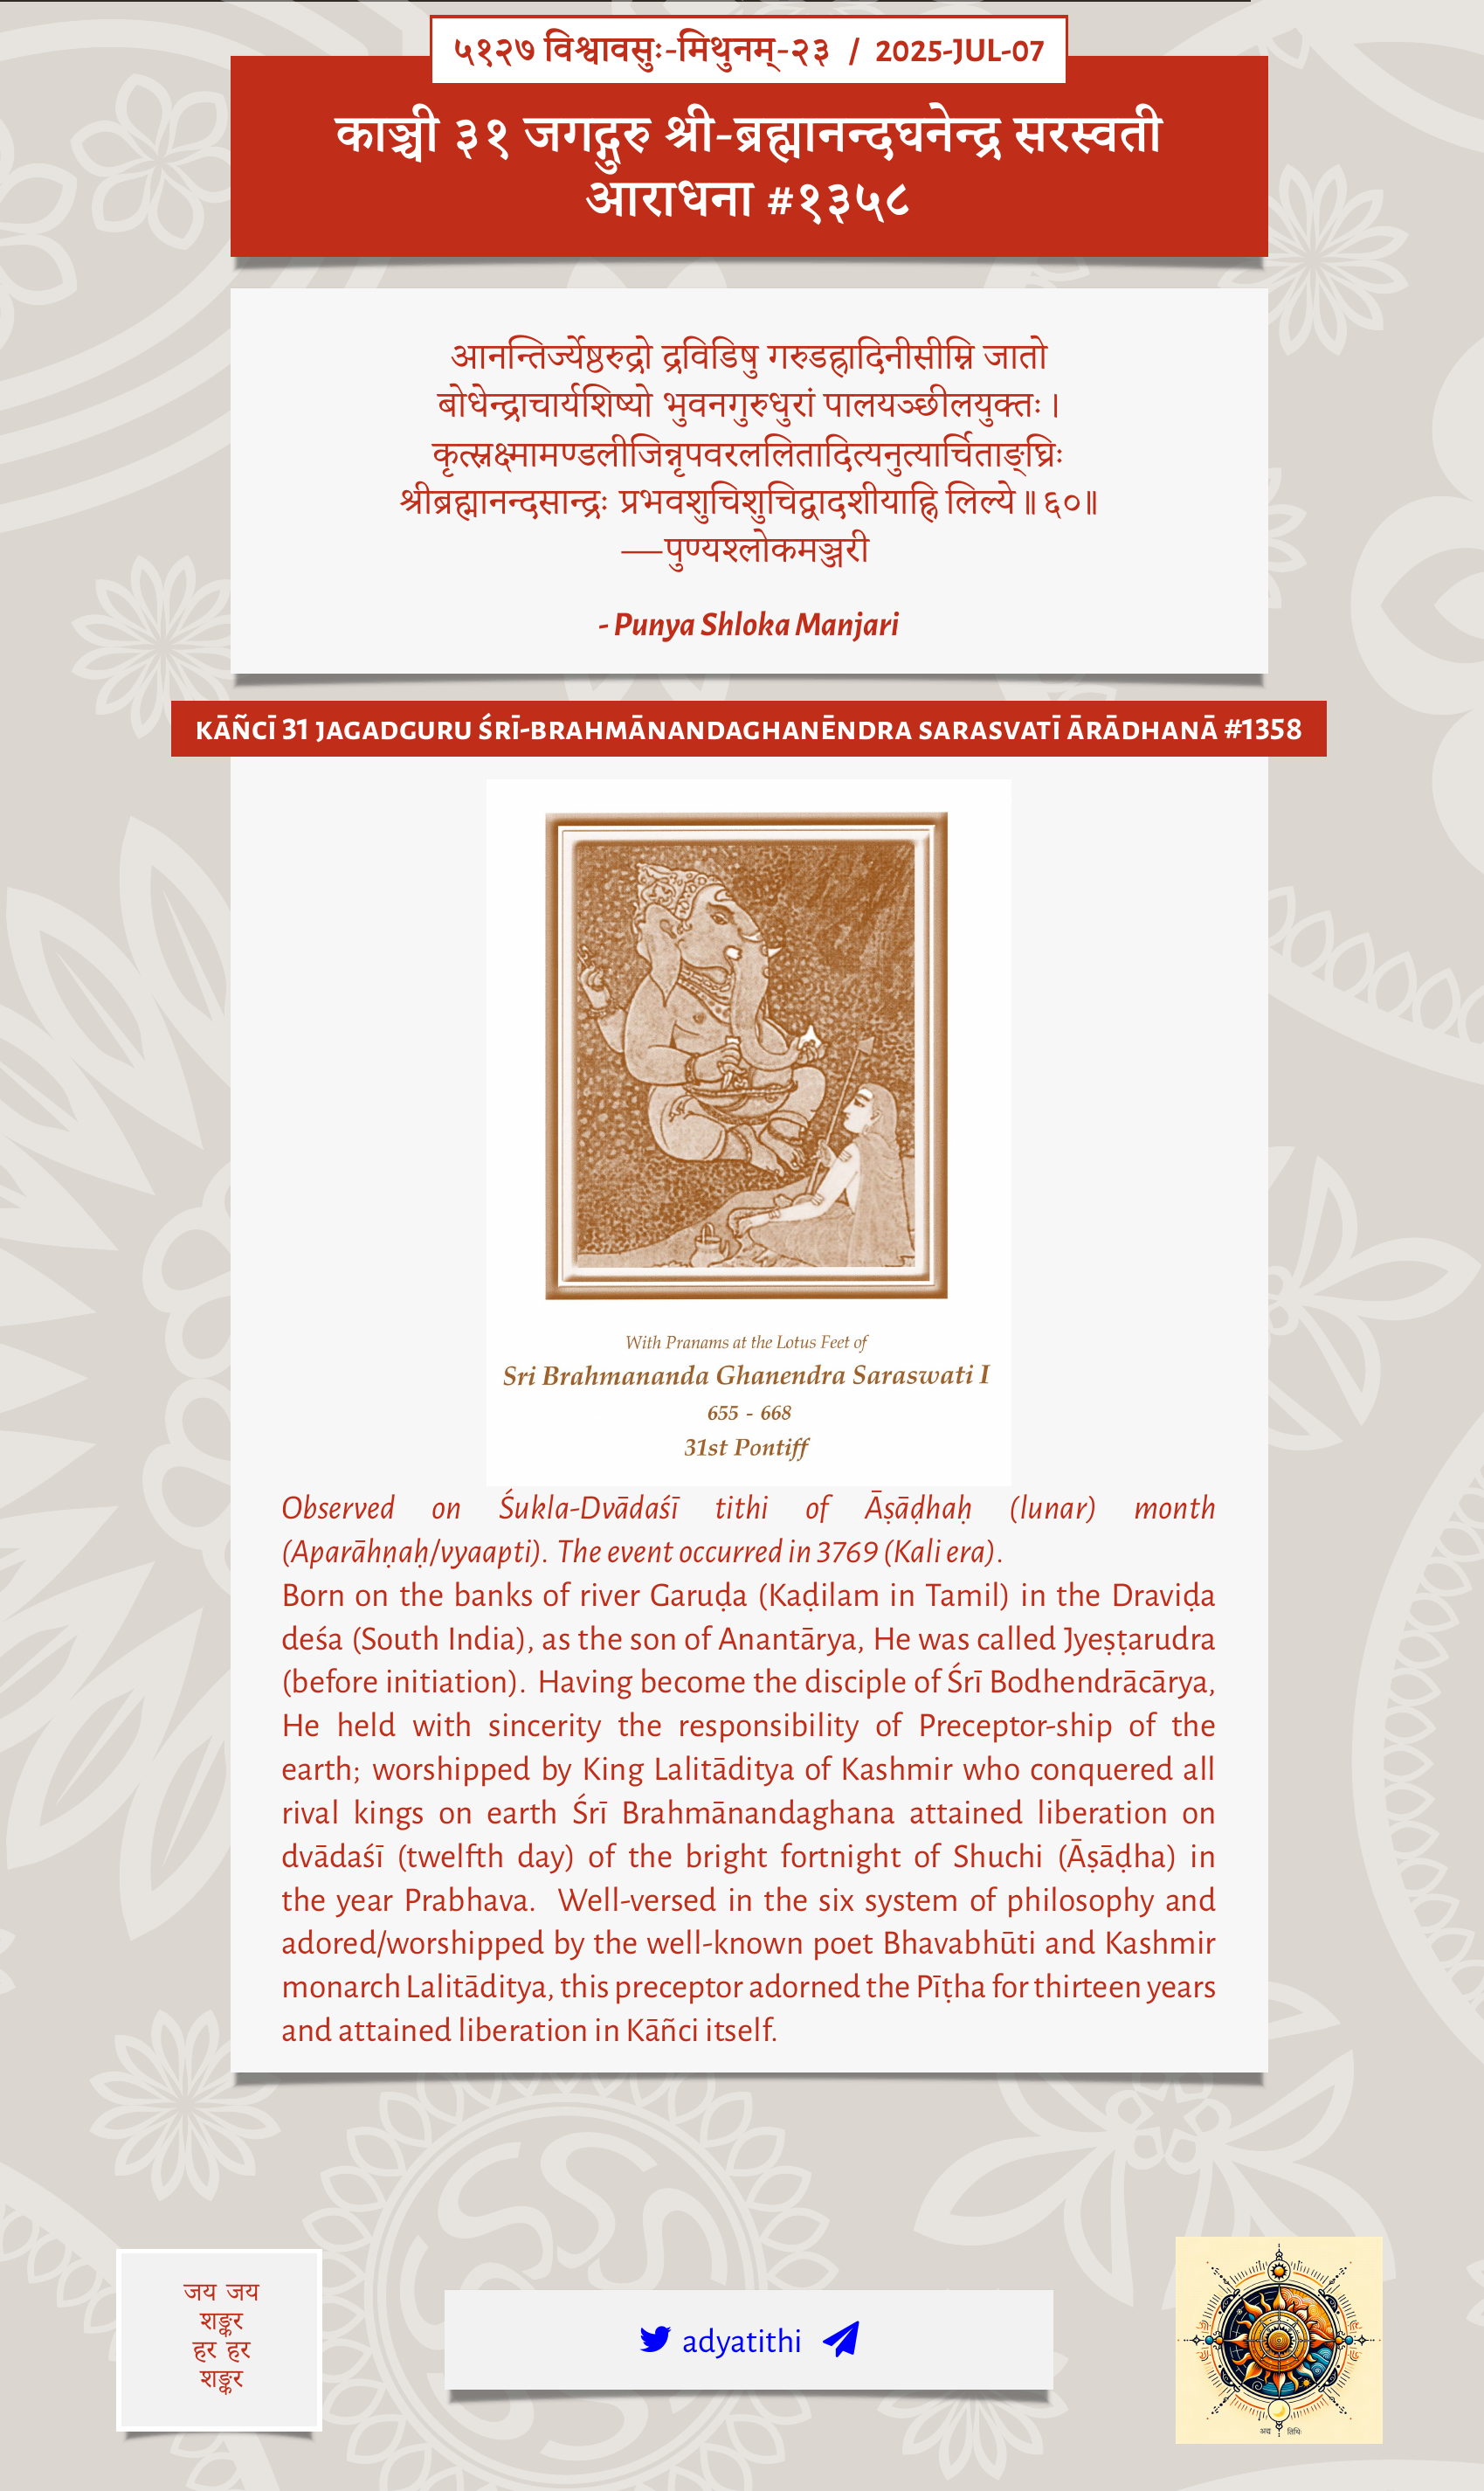 ५१२७ विश्वावसुः-मिथुनम्-२३ / 2025-JUL-07
काञ्ची ३१ जगद्गुरु श्री-ब्रह्मानन्दघनेन्द्र सरस्वती
आराधना #१३५८
आनन्तिर्ज्येष्ठरुद्रो द्रविडिषु गरुडह्रादिनीसीम्नि जातो
बोधेन्द्राचार्यशिष्यो भुवनगुरुधुरां पालयञ्छीलयुक्तः।
कृत्स्नक्ष्मामण्डलीजिन्नृपवरललितादित्यनुत्यार्चिताङ्घ्रिः
श्रीब्रह्मानन्दसान्द्रः प्रभवशुचिशुचिद्वादशीयाह्नि लिल्ये॥६०॥
—पुण्यश्लोकमञ्जरी
- Punya Shloka Manjari
KĀÑCĪ 31 JAGADGURU ŚRĪ-BRAHMĀNANDAGHANĒNDRA SARASVATĪ ĀRĀDHANĀ #1358
With Pranams at the Lotus Feet of
Sri Brahmananda Ghanendra Saraswati I
655 - 668
31st Pontiff
Observed on Śukla-Dvādaśī tithi of Āṣāḍhaḥ (lunar) month
(Aparāhṇaḥ/vyaapti). The event occurred in 3769 (Kali era).
Born on the banks of river Garuḍa (Kaḍilam in Tamil) in the Draviḍa
deśa (South India), as the son of Anantārya, He was called Jyeṣṭarudra
(before initiation). Having become the disciple of Śrī Bodhendrācārya,
He held with sincerity the responsibility of Preceptor-ship of the
earth; worshipped by King Lalitāditya of Kashmir who conquered all
rival kings on earth Śrī Brahmānandaghana attained liberation on
dvādaśī (twelfth day) of the bright fortnight of Shuchi (Āṣāḍha) in
the year Prabhava. Well-versed in the six system of philosophy and
adored/worshipped by the well-known poet Bhavabhūti and Kashmir
monarch Lalitāditya, this preceptor adorned the Pīṭha for thirteen years
and attained liberation in Kāñci itself.
जय जय
शङ्कर
हर हर
शङ्कर
adyatithi
अद्य तिथिः